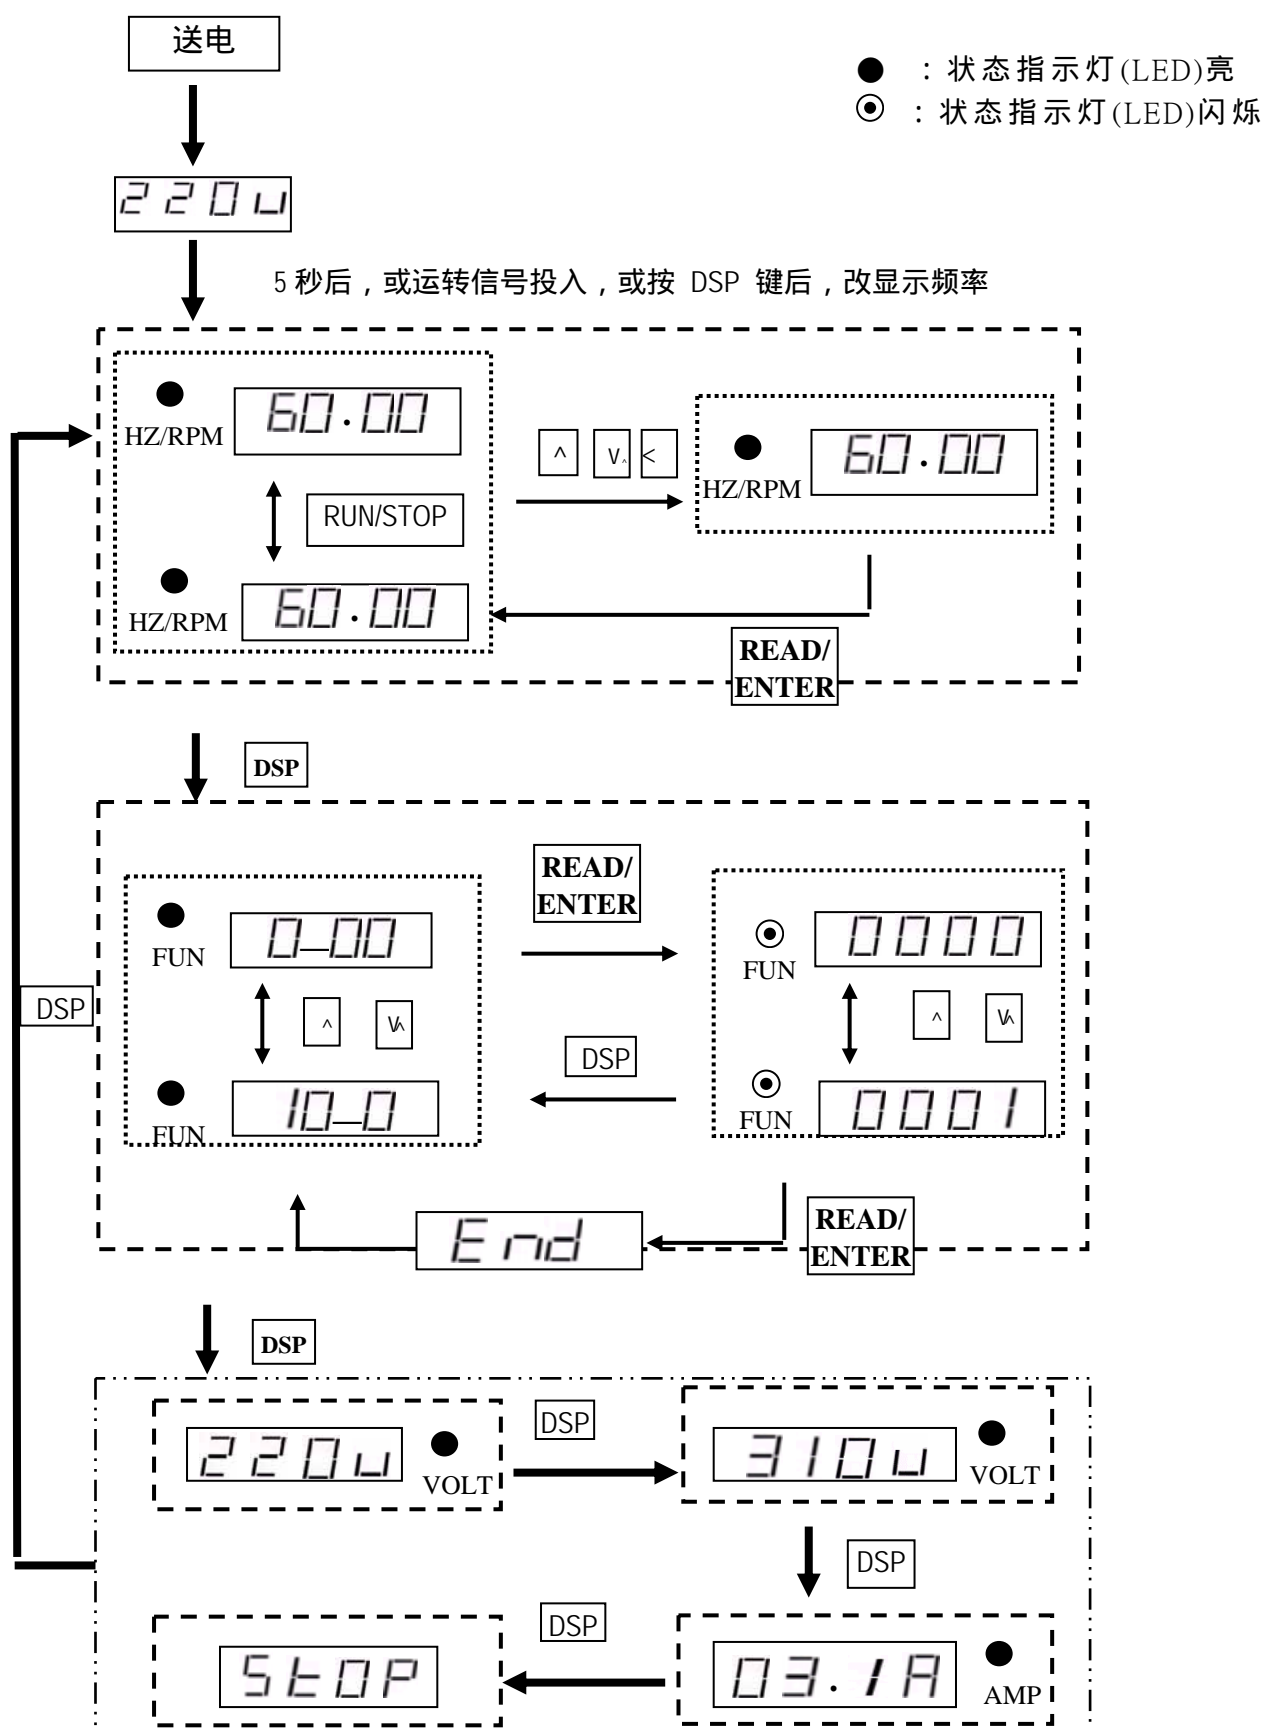 送电
● : 状态指示灯(LED)亮
◉ : 状态指示灯(LED)闪烁
220u
5 秒后，或运转信号投入，或按 DSP 键后，改显示频率
60.00
HZ/RPM
^ V^ <
60.00
HZ/RPM
RUN/STOP
60.00
HZ/RPM
READ/
ENTER
DSP
READ/
ENTER
0_00
FUN
0000
FUN
^ V^
^ V^
DSP
DSP
10_0
FUN
0001
FUN
End
READ/
ENTER
DSP
220u
VOLT
DSP
310u
VOLT
DSP
DSP
StOP
03.1A
AMP